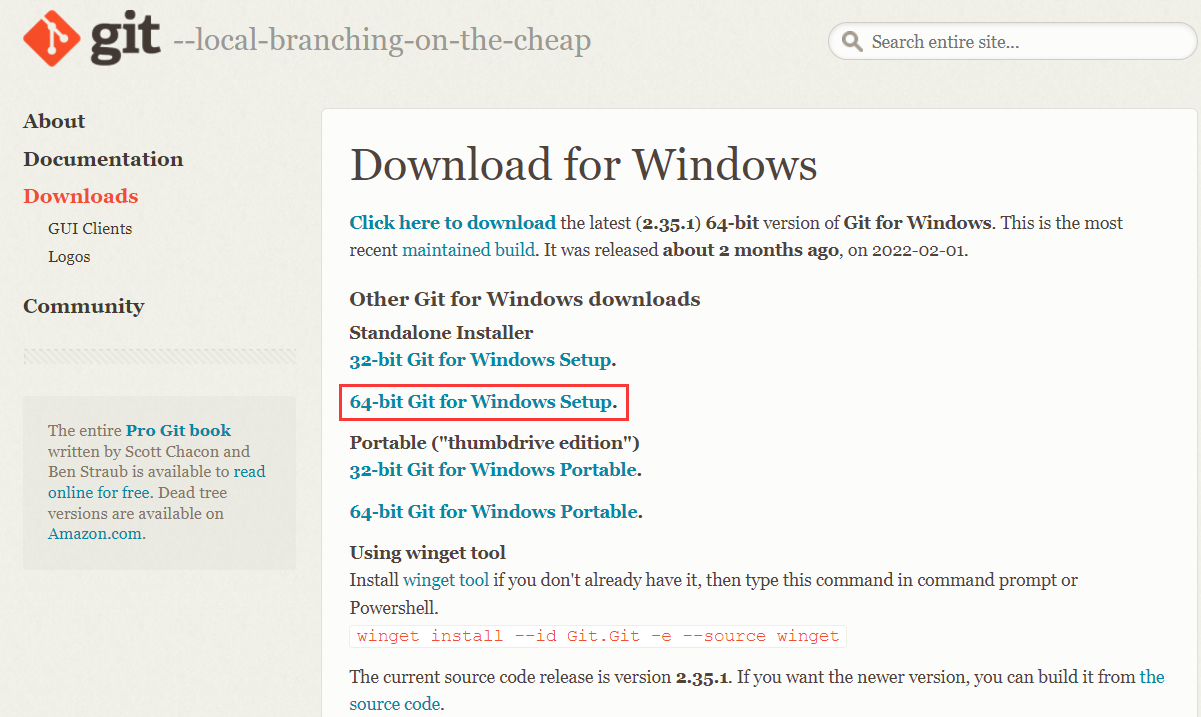 git --local-branching-on-the-cheap
Search entire site...
About
Documentation
Downloads
GUI Clients
Logos
Community
The entire Pro Git book
written by Scott Chacon and
Ben Straub is available to read
online for free. Dead tree
versions are available on
Amazon.com.
Download for Windows
Click here to download the latest (2.35.1) 64-bit version of Git for Windows. This is the most
recent maintained build. It was released about 2 months ago, on 2022-02-01.
Other Git for Windows downloads
Standalone Installer
32-bit Git for Windows Setup.
64-bit Git for Windows Setup.
Portable ("thumbdrive edition")
32-bit Git for Windows Portable.
64-bit Git for Windows Portable.
Using winget tool
Install winget tool if you don't already have it, then type this command in command prompt or
Powershell.
winget install --id Git.Git -e --source winget
The current source code release is version 2.35.1. If you want the newer version, you can build it from the
source code.